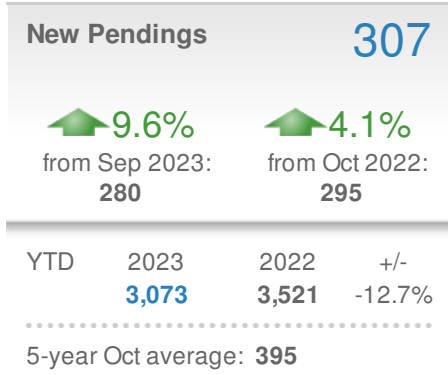 New Pendings 307
9.6% 4.1%
from Sep 2023: from Oct 2022:
280 295
YTD 2023 2022 +/-
3,073 3,521 -12.7%
5-year Oct average: 395